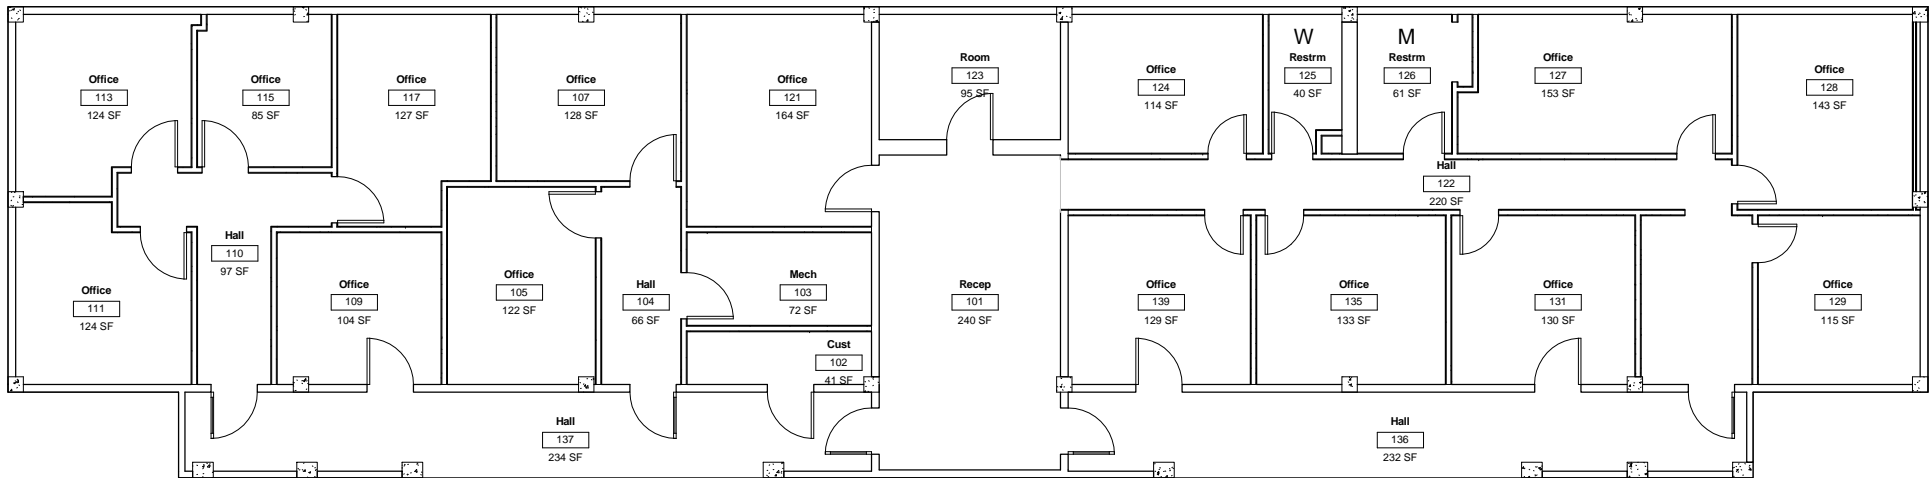 Office
113
124 SF
Office
115
85 SF
Office
117
127 SF
Office
107
128 SF
Office
121
164 SF
Room
123
95 SF
Office
124
114 SF
W
Restrm
125
40 SF
M
Restrm
126
61 SF
Office
127
153 SF
Office
128
143 SF
Hall
122
220 SF
Hall
110
97 SF
Office
111
124 SF
Office
109
104 SF
Office
105
122 SF
Hall
104
66 SF
Mech
103
72 SF
Cust
102
41 SF
Recep
101
240 SF
Office
139
129 SF
Office
135
133 SF
Office
131
130 SF
Office
129
115 SF
Hall
137
234 SF
Hall
136
232 SF